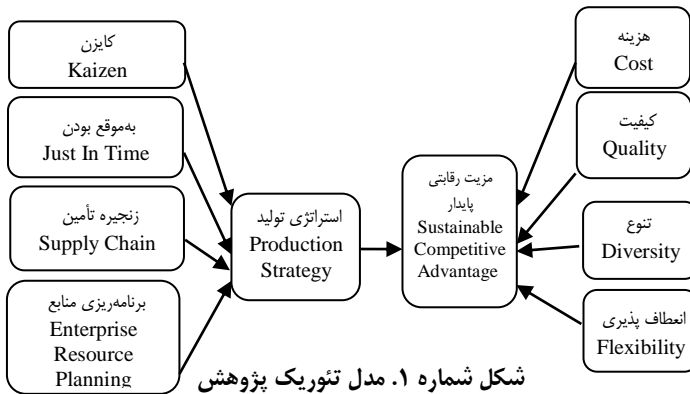 کایزن
Kaizen
به‌موقع بودن
Just In Time
زنجیره تأمین
Supply Chain
برنامه‌ریزی منابع
Enterprise
Resource
Planning
استراتژی تولید
Production
Strategy
مزیت رقابتی
پایدار
Sustainable
Competitive
Advantage
هزینه
Cost
کیفیت
Quality
تنوع
Diversity
انعطاف پذیری
Flexibility
شکل شماره ۱. مدل تئوریک پژوهش